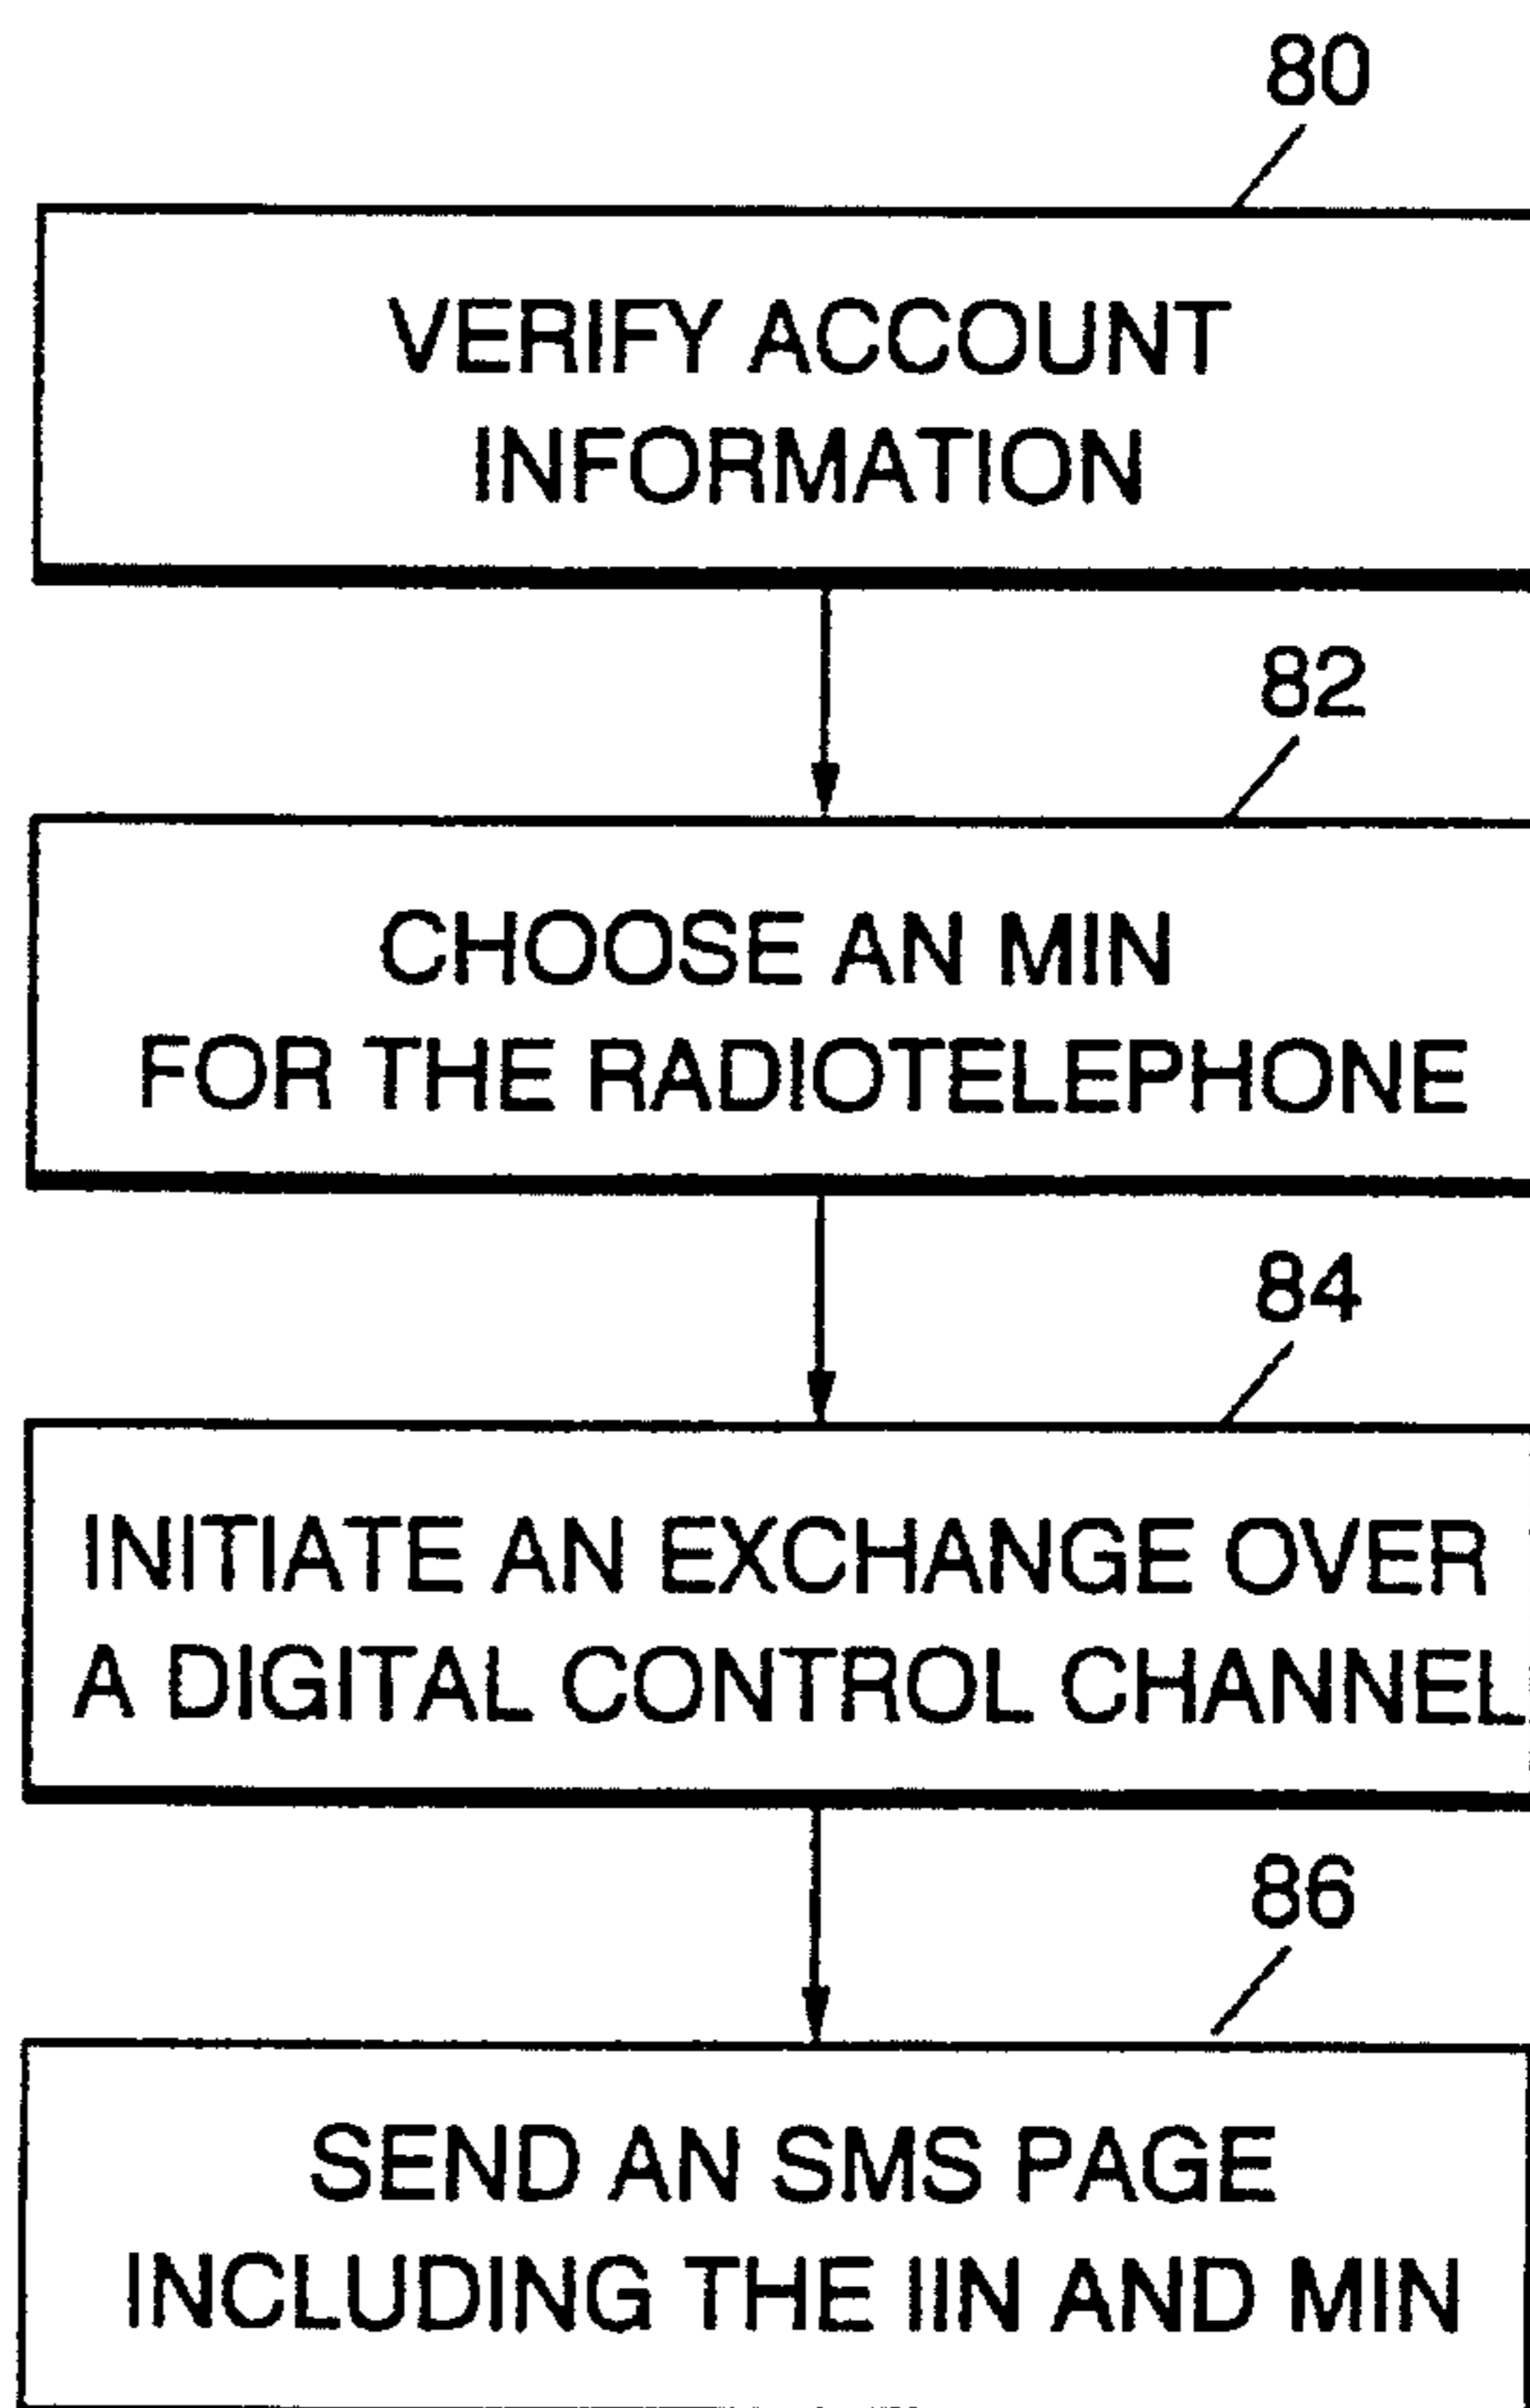 80
VERIFY ACCOUNT
INFORMATION
82
CHOOSE AN MIN
FOR THE RADIOTELEPHONE
84
INITIATE AN EXCHANGE OVER
A DIGITAL CONTROL CHANNEL
86
SEND AN SMS PAGE
INCLUDING THE IIN AND MIN